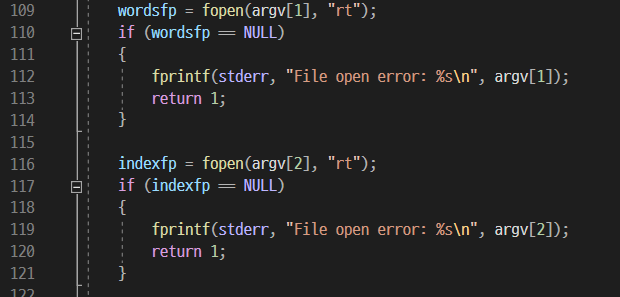 109 wordsfp = fopen(argv[1], "rt");
110 if (wordsfp == NULL)
111 {
112 fprintf(stderr, "File open error: %s\n", argv[1]);
113 return 1;
114 }
115
116 indexfp = fopen(argv[2], "rt");
117 if (indexfp == NULL)
118 {
119 fprintf(stderr, "File open error: %s\n", argv[2]);
120 return 1;
121 }
122